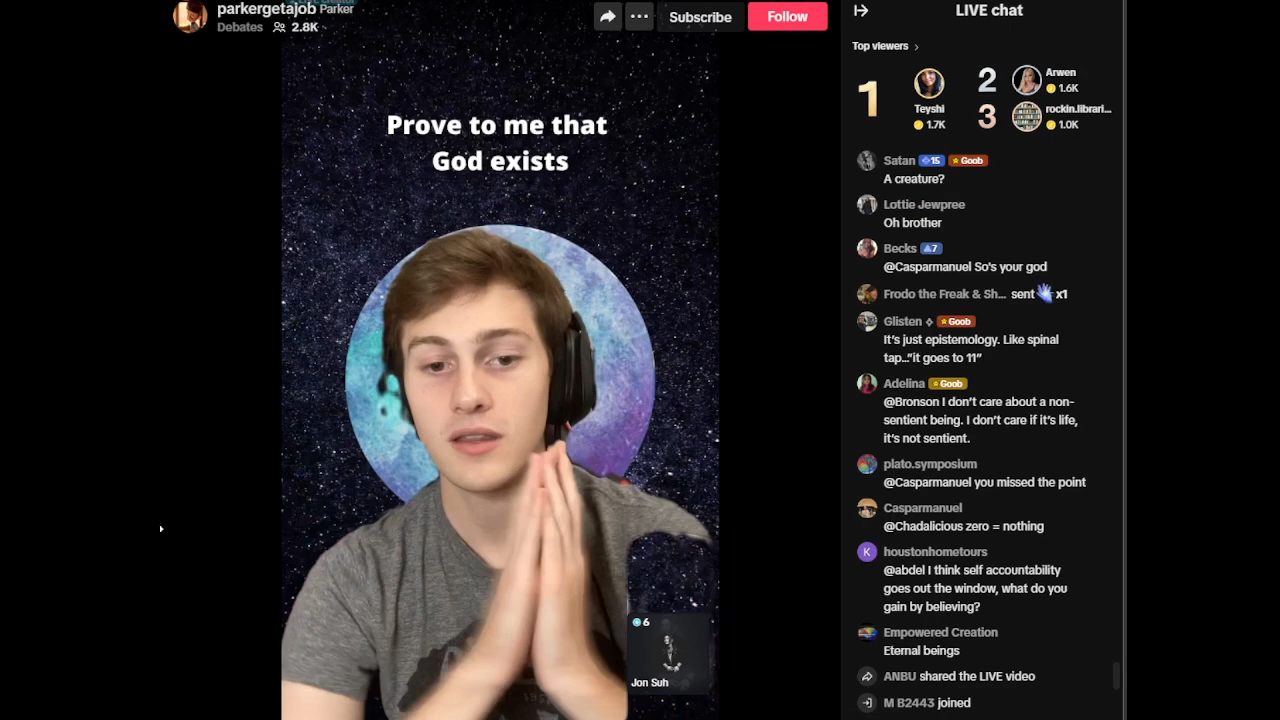 parkergetajob Parker
Debates 2.8K
Subscribe
Follow
Prove to me that
God exists
6
Jon Suh
LIVE chat
Top viewers
1
Teyshi
1.7K
2
Arwen
1.6K
3
rockin.librari...
1.0K
Satan 15 Goob
A creature?
Lottie Jewpree
Oh brother
Becks 7
@Casparmanuel So's your god
Frodo the Freak & Sh... sent x1
Glisten Goob
It's just epistemology. Like spinal
tap..."it goes to 11"
Adelina Goob
@Bronson I don't care about a non-
sentient being. I don't care if it's life,
it's not sentient.
plato.symposium
@Casparmanuel you missed the point
Casparmanuel
@Chadalicious zero = nothing
K houstonhometours
@abdel I think self accountability
goes out the window, what do you
gain by believing?
Empowered Creation
Eternal beings
ANBU shared the LIVE video
M B2443 joined